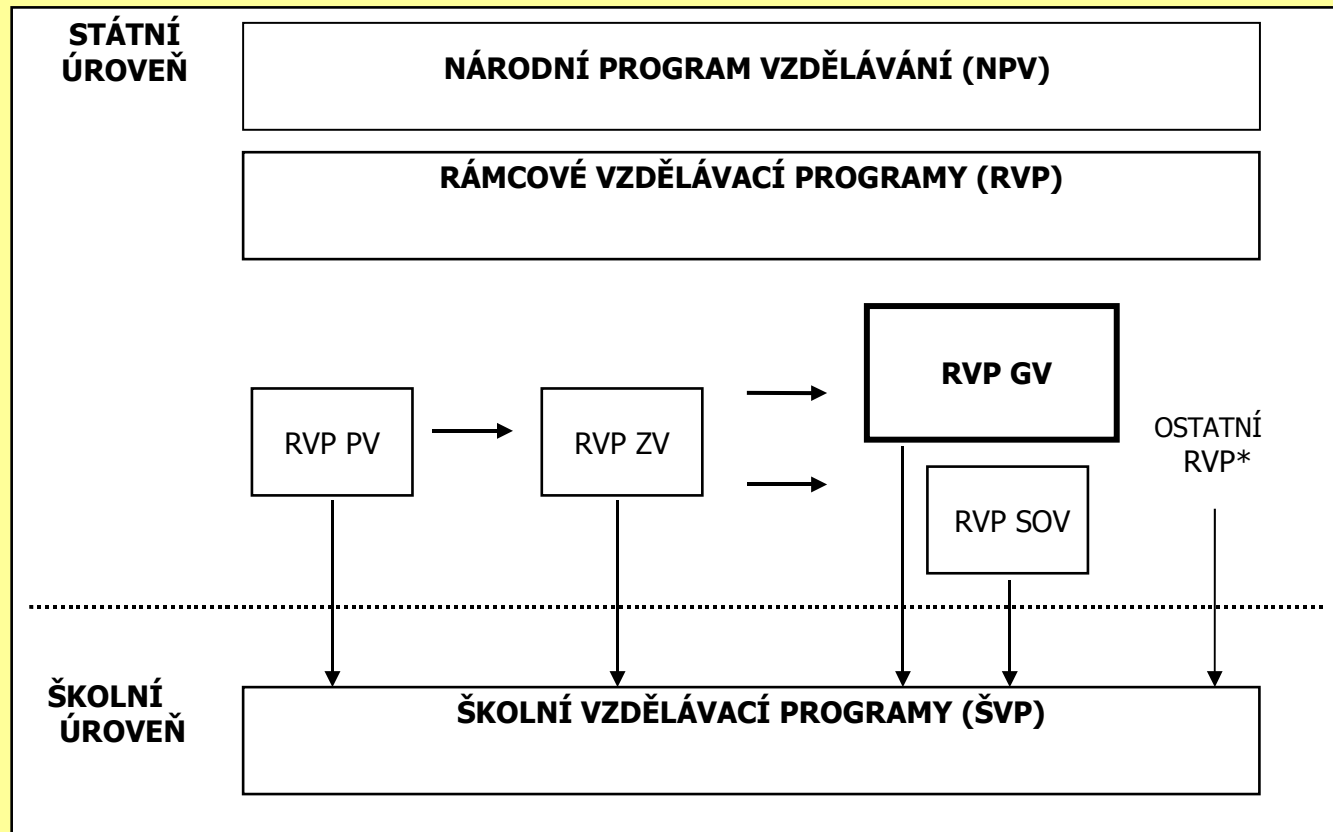 STÁTNÍ
ÚROVEŇ
NÁRODNÍ PROGRAM VZDĚLÁVÁNÍ (NPV)
RÁMCOVÉ VZDĚLÁVACÍ PROGRAMY (RVP)
RVP PV
RVP ZV
RVP GV
RVP SOV
OSTATNÍ
RVP*
ŠKOLNÍ
ÚROVEŇ
ŠKOLNÍ VZDĚLÁVACÍ PROGRAMY (ŠVP)